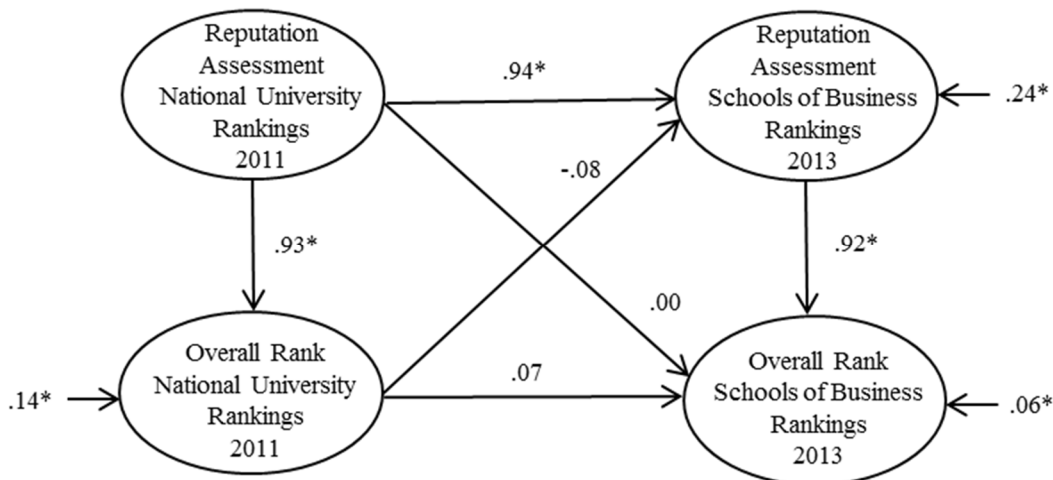 Reputation
Assessment
National University
Rankings
2011
.94*
Reputation
Assessment
Schools of Business
Rankings
2013
.24*
-.08
.93*
.92*
.00
Overall Rank
National University
Rankings
2011
.14*
.07
Overall Rank
Schools of Business
Rankings
2013
.06*